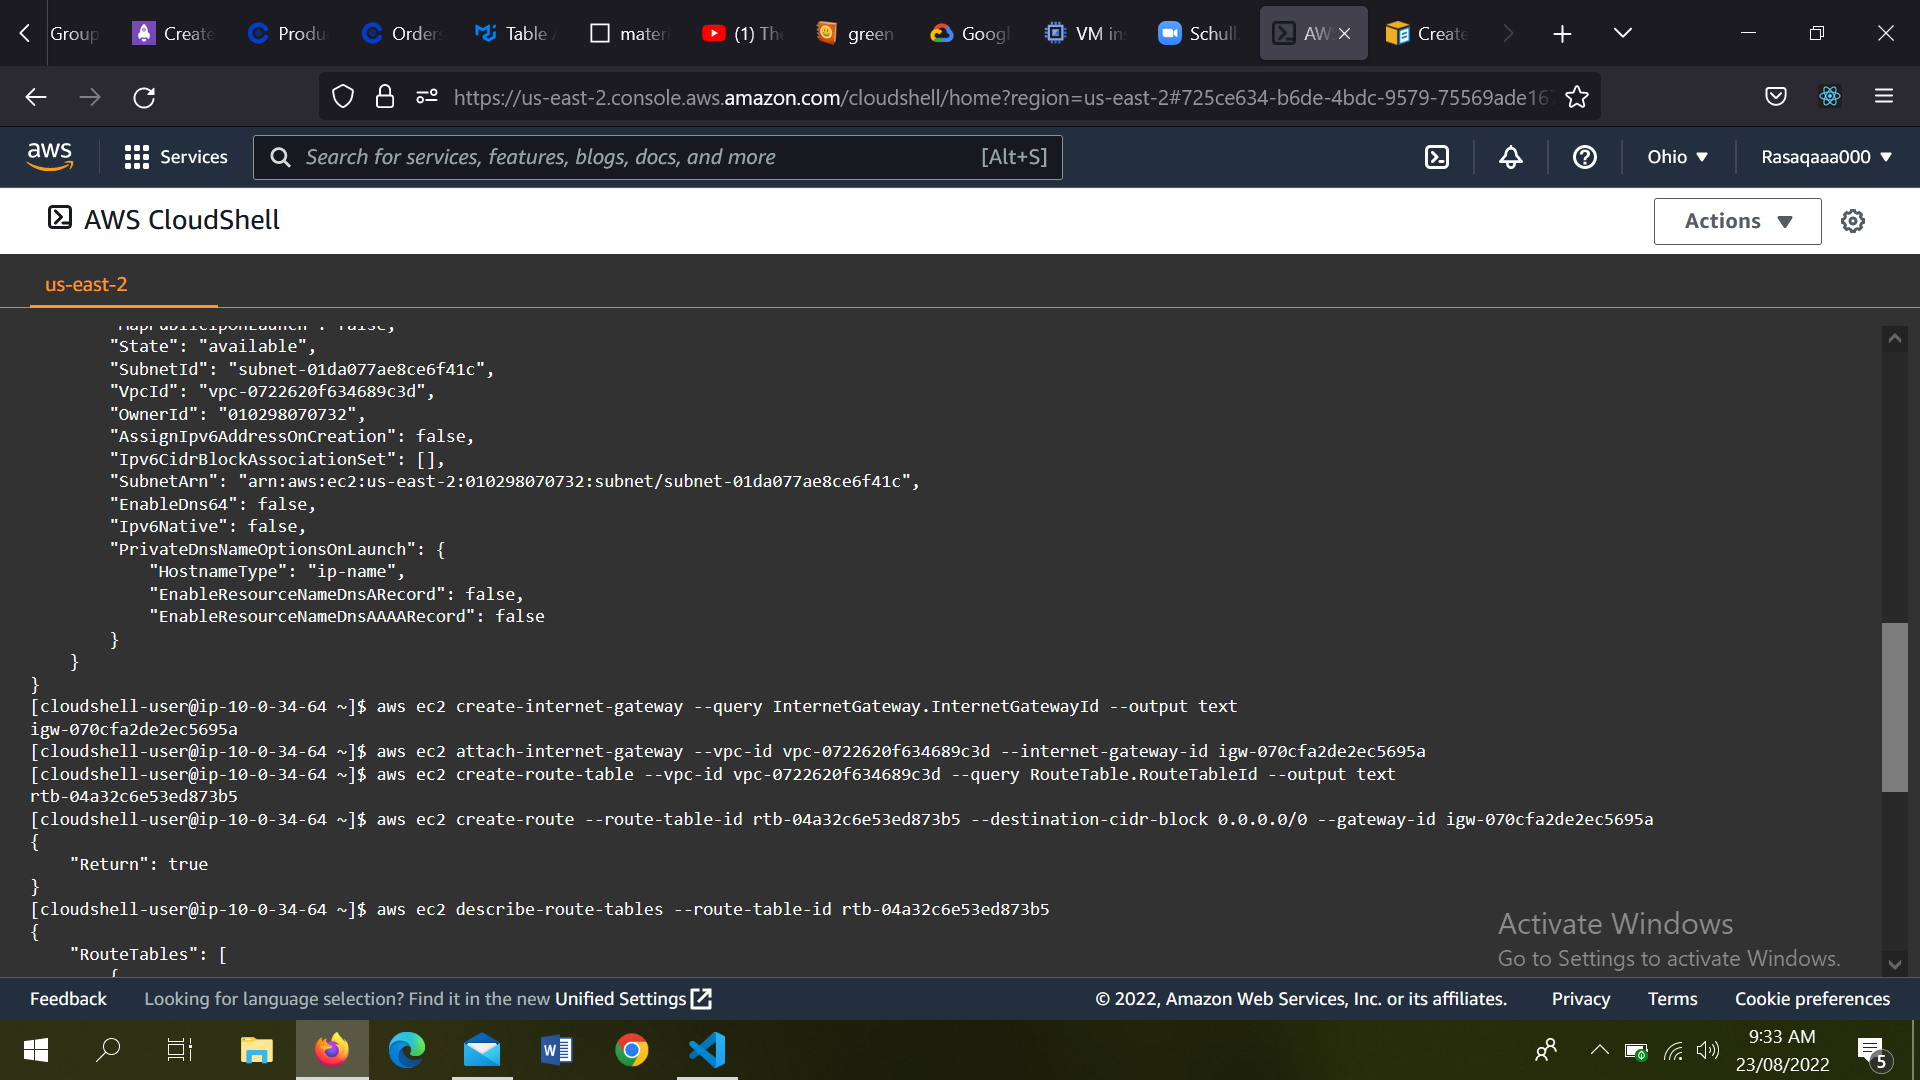 Group
Create
Produ
Order
Table
mater
(1) Th
green
Goog
VM in
Schull
AW
Create
https://us-east-2.console.aws.amazon.com/cloudshell/home?region=us-east-2#725ce634-b6de-4bdc-9579-75569ade16
aws
Services
Search for services, features, blogs, docs, and more
[Alt+S]
Ohio
Rasaqaaa000
AWS CloudShell
Actions
us-east-2
"MapPublicIpOnLaunch": false,
"State": "available",
"SubnetId": "subnet-01da077ae8ce6f41c",
"VpcId": "vpc-0722620f634689c3d",
"OwnerId": "010298070732",
"AssignIpv6AddressOnCreation": false,
"Ipv6CidrBlockAssociationSet": [],
"SubnetArn": "arn:aws:ec2:us-east-2:010298070732:subnet/subnet-01da077ae8ce6f41c",
"EnableDns64": false,
"Ipv6Native": false,
"PrivateDnsNameOptionsOnLaunch": {
"HostnameType": "ip-name",
"EnableResourceNameDnsARecord": false,
"EnableResourceNameDnsAAAARecord": false
}
}
}
[cloudshell-user@ip-10-0-34-64 ~]$ aws ec2 create-internet-gateway --query InternetGateway.InternetGatewayId --output text
igw-070cfa2de2ec5695a
[cloudshell-user@ip-10-0-34-64 ~]$ aws ec2 attach-internet-gateway --vpc-id vpc-0722620f634689c3d --internet-gateway-id igw-070cfa2de2ec5695a
[cloudshell-user@ip-10-0-34-64 ~]$ aws ec2 create-route-table --vpc-id vpc-0722620f634689c3d --query RouteTable.RouteTableId --output text
rtb-04a32c6e53ed873b5
[cloudshell-user@ip-10-0-34-64 ~]$ aws ec2 create-route --route-table-id rtb-04a32c6e53ed873b5 --destination-cidr-block 0.0.0.0/0 --gateway-id igw-070cfa2de2ec5695a
{
"Return": true
}
[cloudshell-user@ip-10-0-34-64 ~]$ aws ec2 describe-route-tables --route-table-id rtb-04a32c6e53ed873b5
{
"RouteTables": [
{
Activate Windows
Go to Settings to activate Windows.
Feedback
Looking for language selection? Find it in the new Unified Settings
© 2022, Amazon Web Services, Inc. or its affiliates.
Privacy
Terms
Cookie preferences
9:33 AM
23/08/2022
5